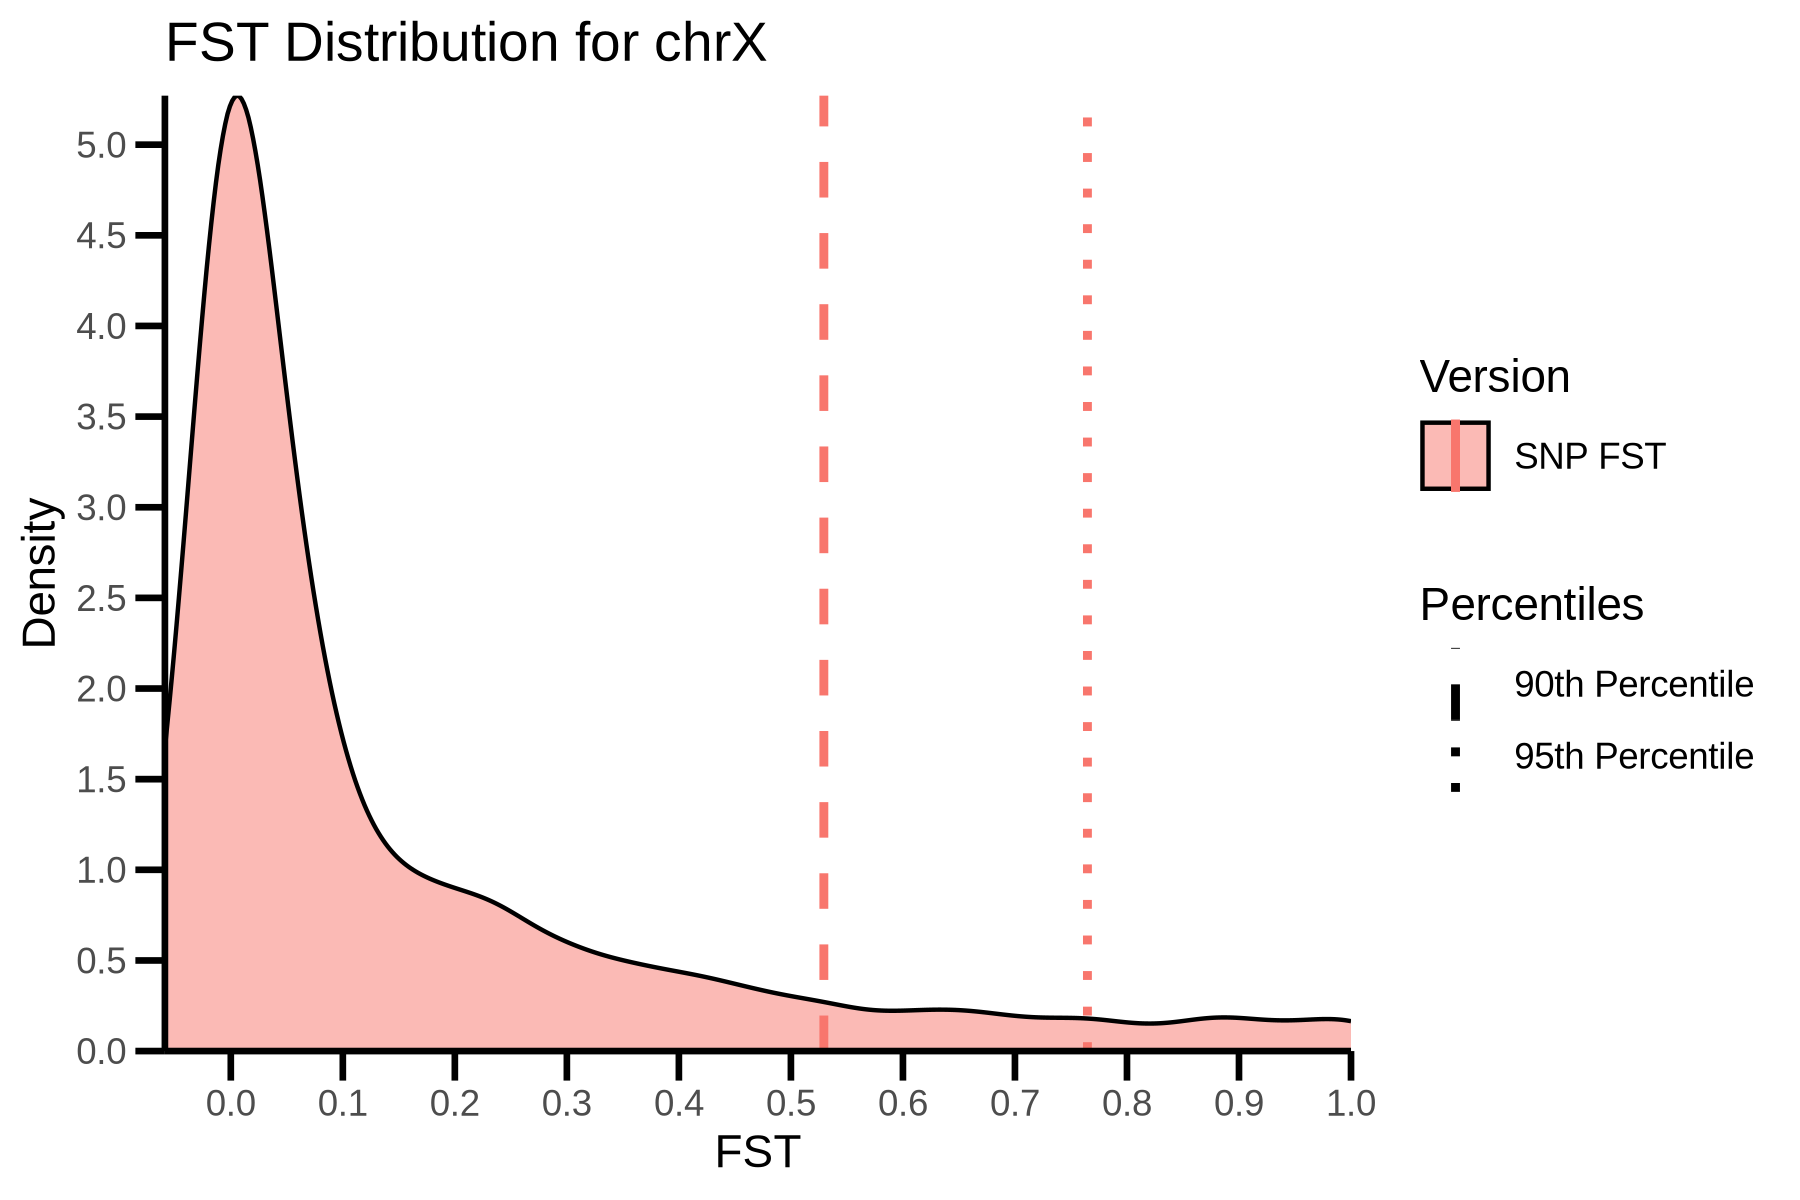 FST Distribution for chrX
Density
5.0
4.5
4.0
3.5
3.0
2.5
2.0
1.5
1.0
0.5
0.0
0.0 0.1 0.2 0.3 0.4 0.5 0.6 0.7 0.8 0.9 1.0
FST
Version
SNP FST
Percentiles
90th Percentile
95th Percentile